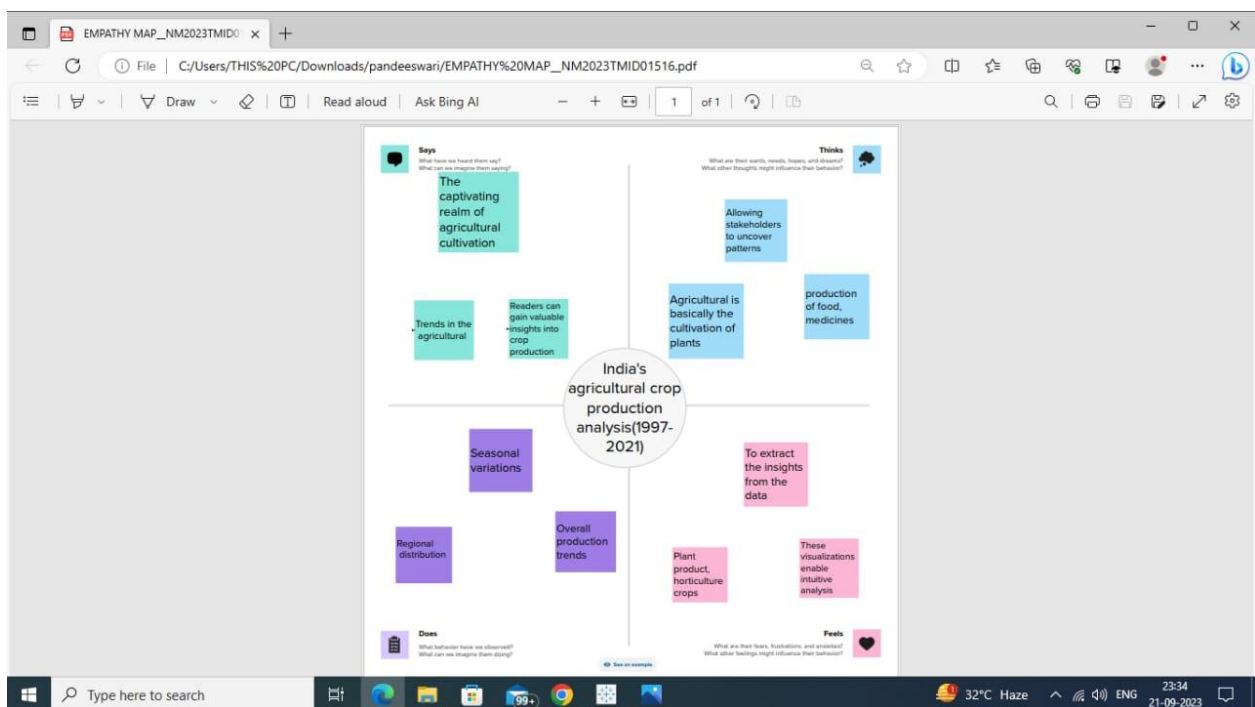 EMPATHY MAP__NM2023TMID0
File
C:/Users/THIS%20PC/Downloads/pandeeswari/EMPATHY%20MAP__NM2023TMID01516.pdf
Draw
Read aloud
Ask Bing AI
1
of 1
Says
What have we heard them say?
What can we imagine them saying?
The
captivating
realm of
agricultural
cultivation
Trends in the
agricultural
Readers can
gain valuable
insights into
crop
production
Thinks
What are their wants, needs, hopes, and dreams?
What other thoughts might influence their behavior?
Allowing
stakeholders
to uncover
patterns
Agricultural is
basically the
cultivation of
plants
production
of food,
medicines
India's
agricultural crop
production
analysis(1997-
2021)
Seasonal
variations
Regional
distribution
Overall
production
trends
Does
What behavior have we observed?
What can we imagine them doing?
To extract
the insights
from the
data
Plant
product,
horticulture
crops
These
visualizations
enable
intuitive
analysis
Feels
What are their fears, frustrations, and anxieties?
What other feelings might influence their behavior?
See an example
Type here to search
99+
32°C Haze
ENG
23:34
21-09-2023